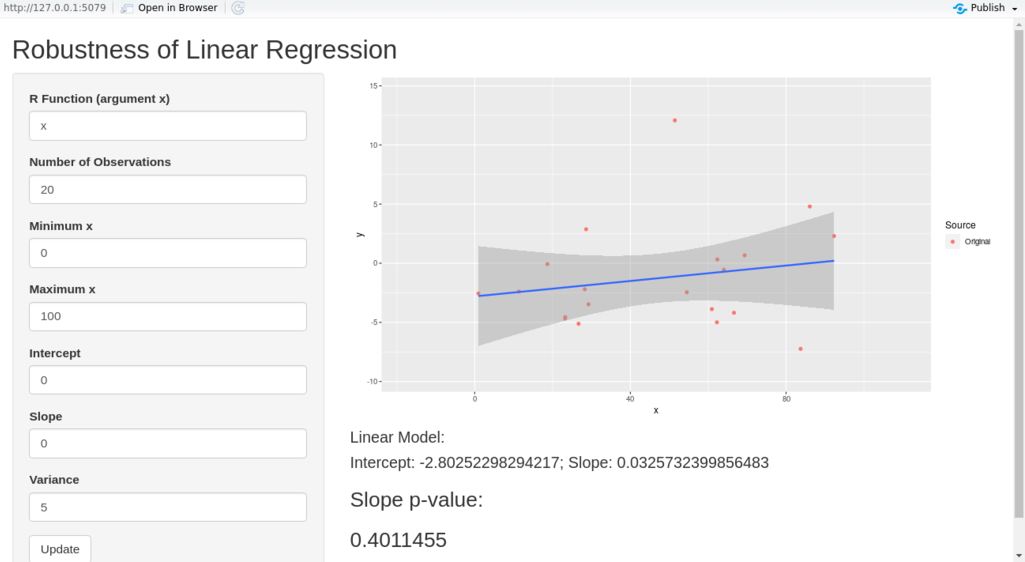 http://127.0.0.1:5079 Open in Browser Publish
Robustness of Linear Regression
R Function (argument x)
x
Number of Observations
20
Minimum x
0
Maximum x
100
Intercept
0
Slope
0
Variance
5
Update
15
10
5
0
-5
-10
y
0 40 80
x
Source
Original
Linear Model:
Intercept: -2.80252298294217; Slope: 0.0325732399856483
Slope p-value:
0.4011455